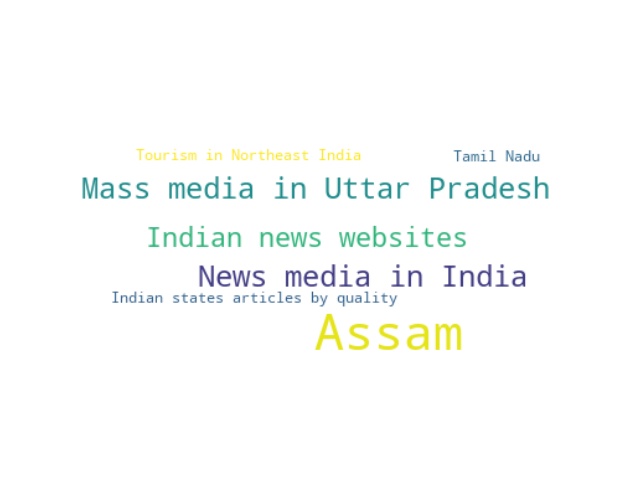 Tourism in Northeast India
Tamil Nadu
Mass media in Uttar Pradesh
Indian news websites
News media in India
Indian states articles by quality
Assam